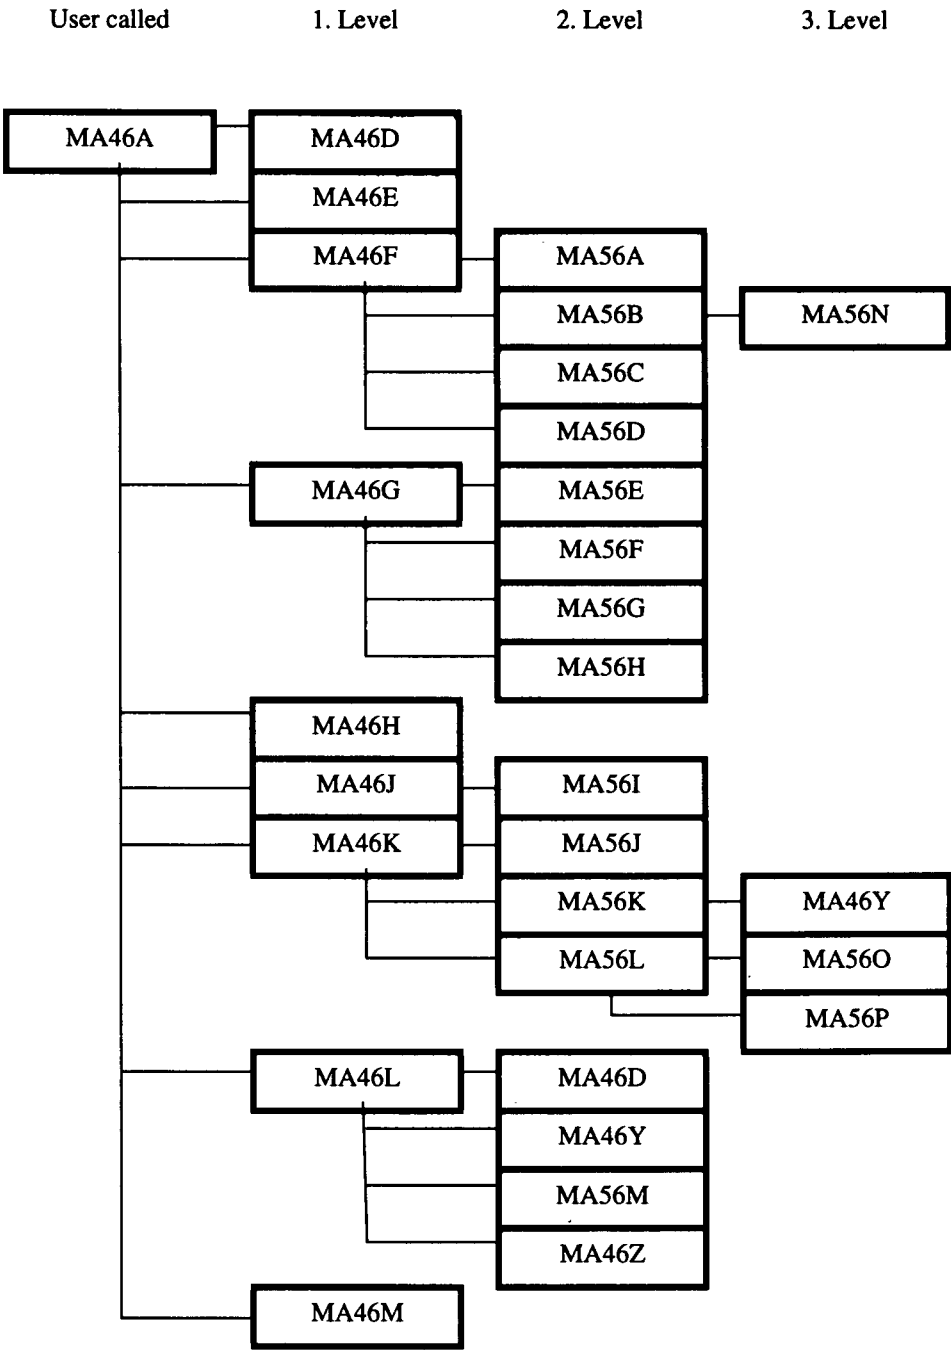 User called 1. Level 2. Level 3. Level
MA46A MA46D
MA46E
MA46F MA56A
MA56B MA56N
MA56C
MA56D
MA46G MA56E
MA56F
MA56G
MA56H
MA46H
MA46J MA56I
MA46K MA56J
MA56K MA46Y
MA56L MA56O
MA56P
MA46L MA46D
MA46Y
MA56M
MA46Z
MA46M